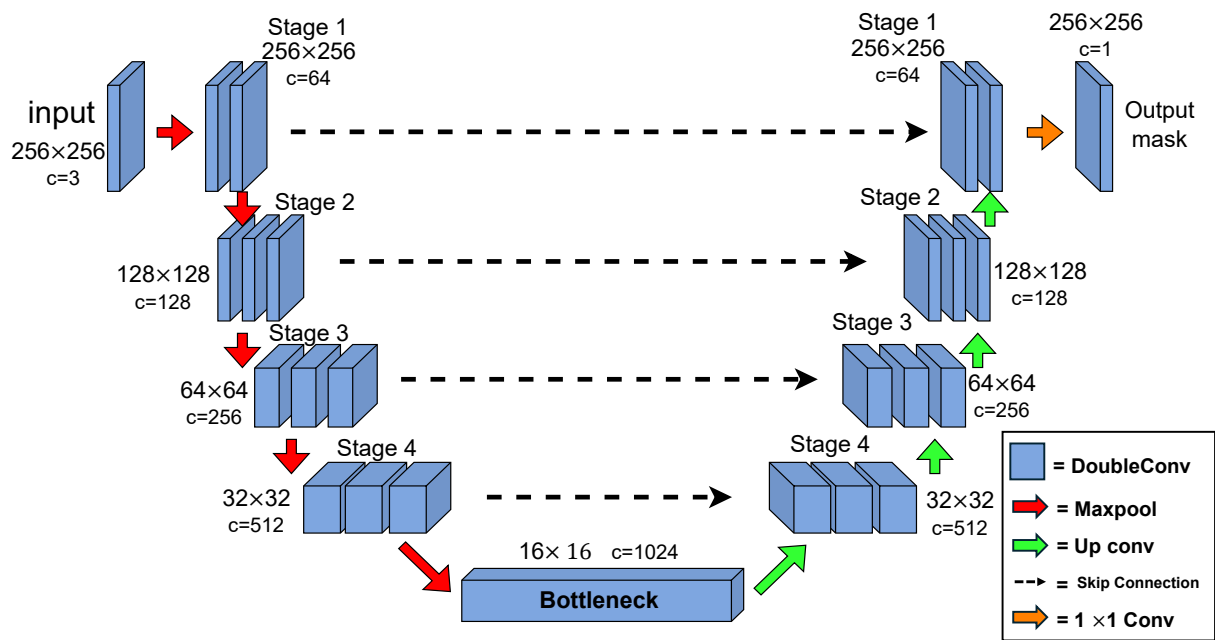 Stage 1
256×256
c=64
input
256×256
c=3
Stage 2
128×128
c=128
Stage 3
64×64
c=256
Stage 4
32×32
c=512
16× 16 c=1024
Bottleneck
Stage 1
256×256
c=64
256×256
c=1
Output
mask
Stage 2
128×128
c=128
Stage 3
64×64
c=256
Stage 4
32×32
c=512
= DoubleConv
= Maxpool
= Up conv
= Skip Connection
= 1 ×1 Conv